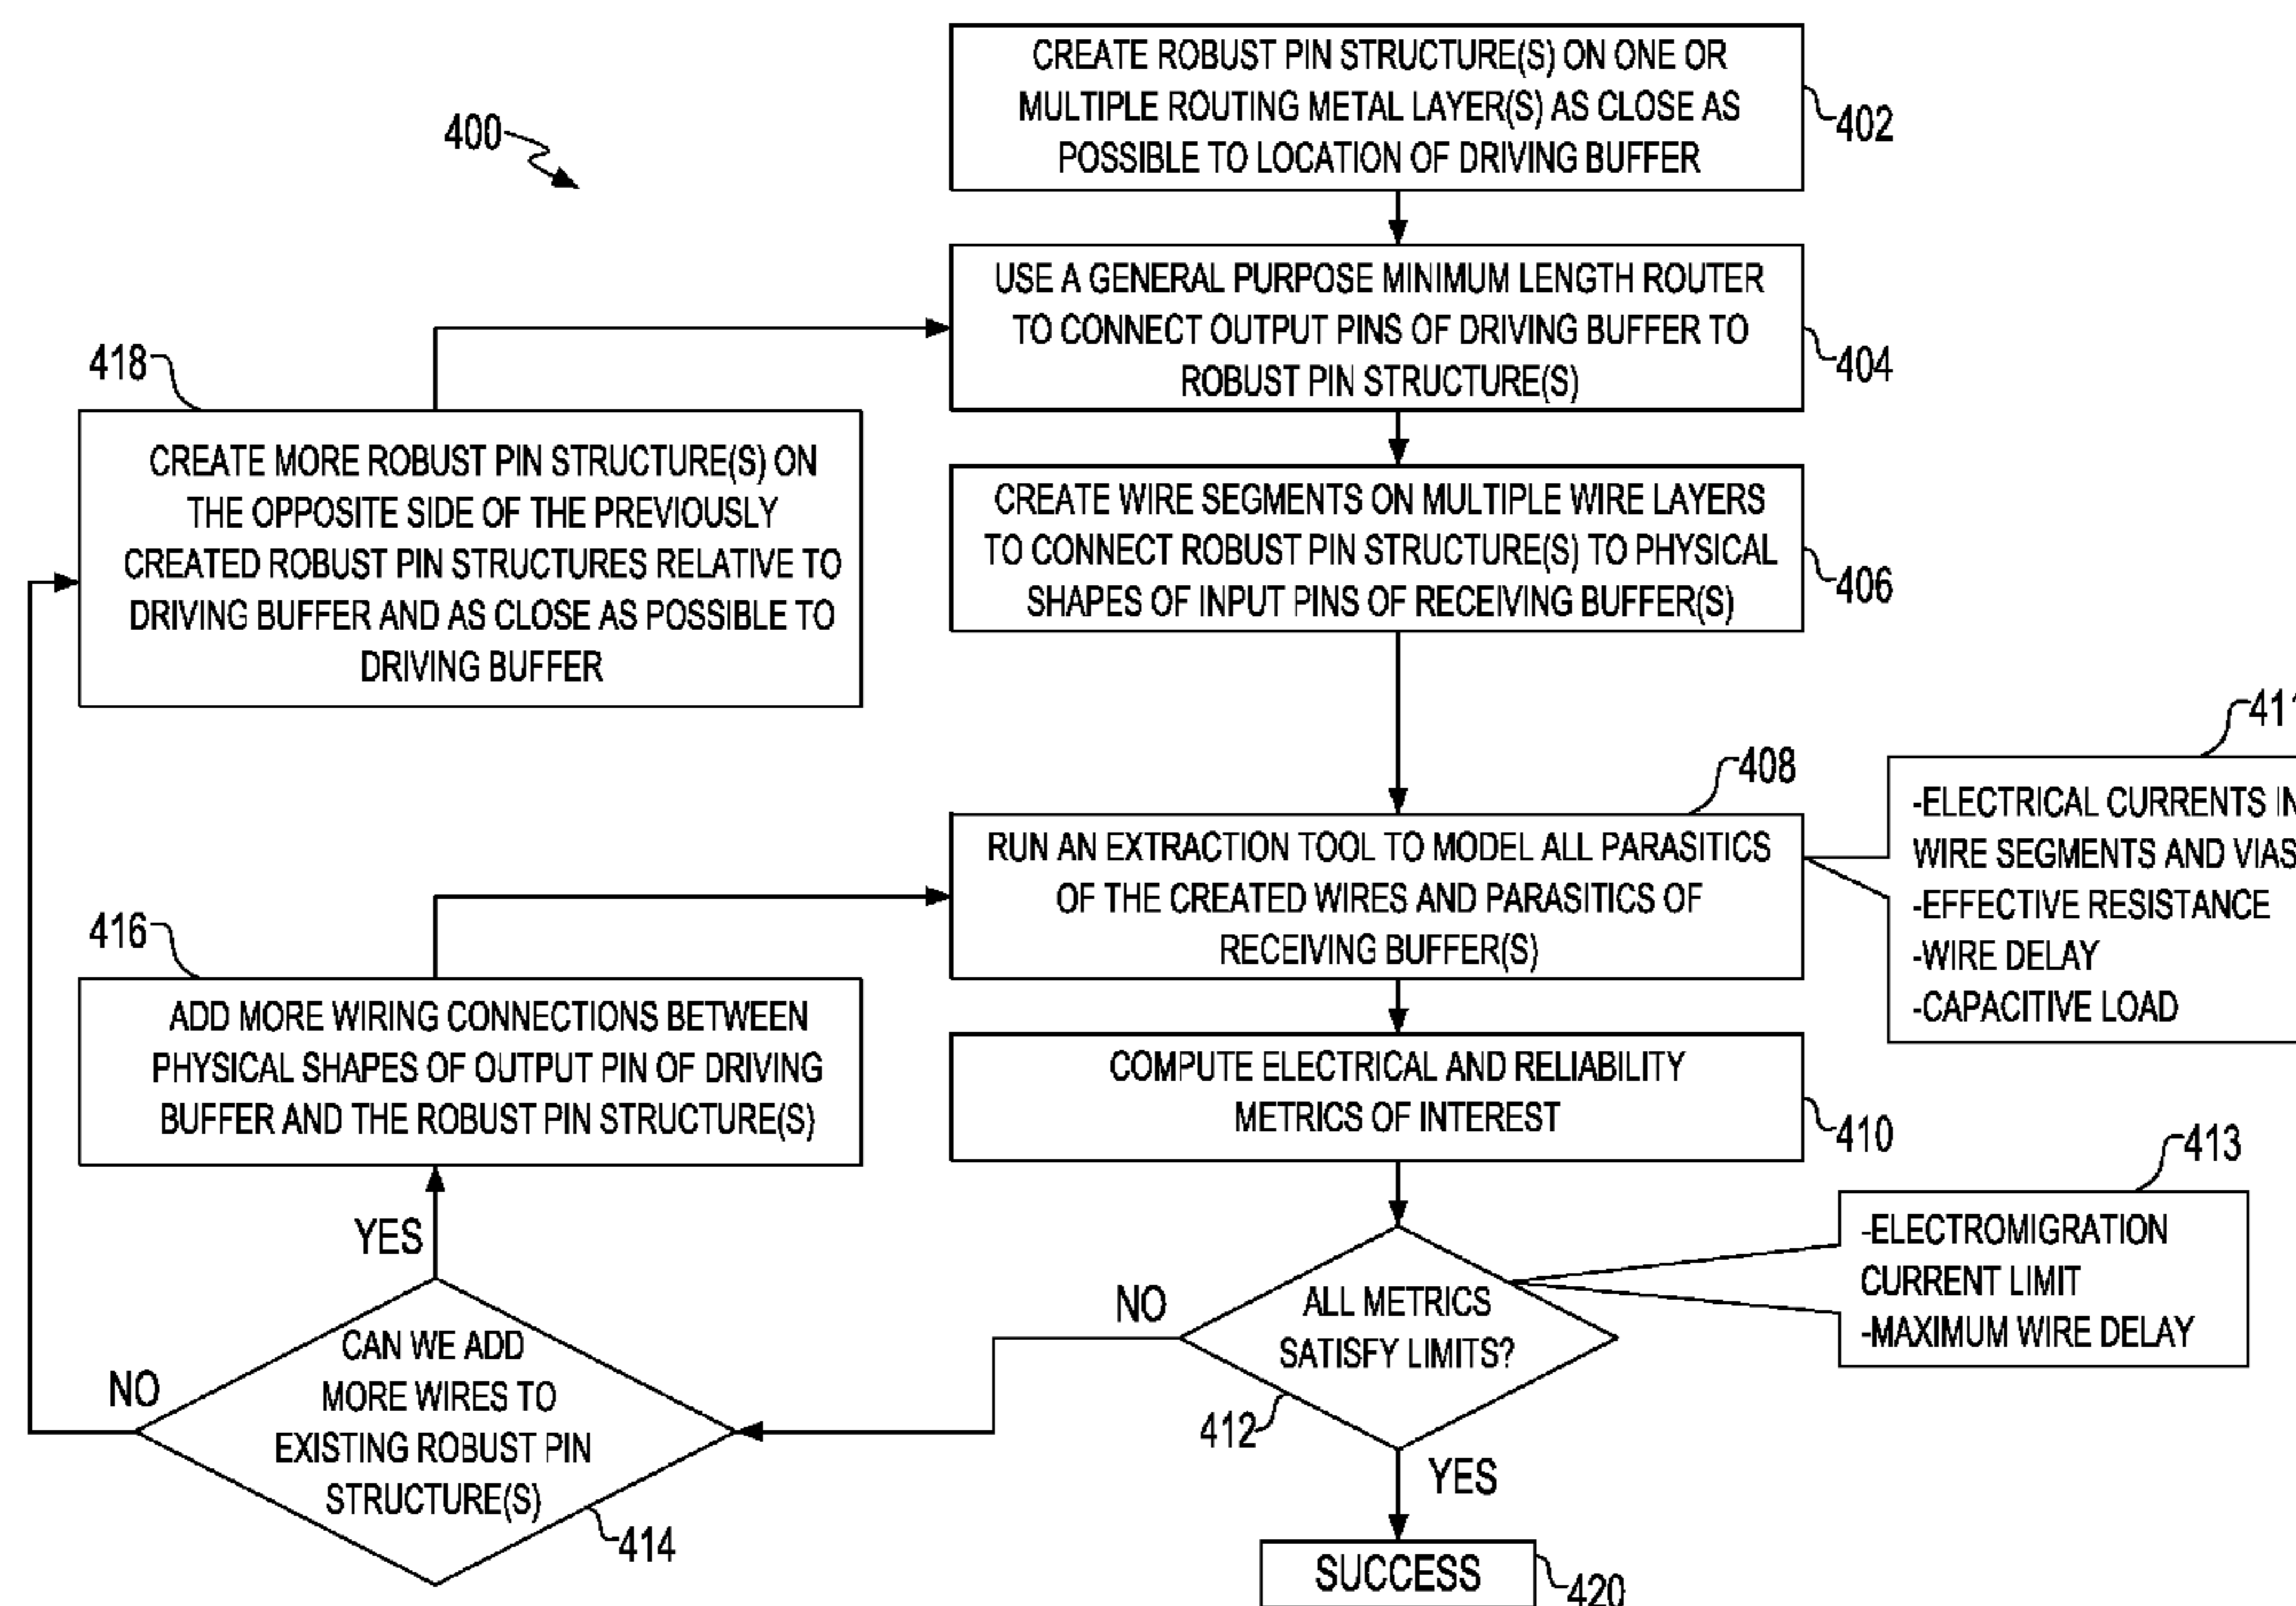 400
CREATE ROBUST PIN STRUCTURE(S) ON ONE OR
MULTIPLE ROUTING METAL LAYER(S) AS CLOSE AS
POSSIBLE TO LOCATION OF DRIVING BUFFER
402
USE A GENERAL PURPOSE MINIMUM LENGTH ROUTER
TO CONNECT OUTPUT PINS OF DRIVING BUFFER TO
ROBUST PIN STRUCTURE(S)
404
418
CREATE MORE ROBUST PIN STRUCTURE(S) ON
THE OPPOSITE SIDE OF THE PREVIOUSLY
CREATED ROBUST PIN STRUCTURES RELATIVE TO
DRIVING BUFFER AND AS CLOSE AS POSSIBLE TO
DRIVING BUFFER
CREATE WIRE SEGMENTS ON MULTIPLE WIRE LAYERS
TO CONNECT ROBUST PIN STRUCTURE(S) TO PHYSICAL
SHAPES OF INPUT PINS OF RECEIVING BUFFER(S)
406
408
RUN AN EXTRACTION TOOL TO MODEL ALL PARASITICS
OF THE CREATED WIRES AND PARASITICS OF
RECEIVING BUFFER(S)
411
-ELECTRICAL CURRENTS IN
WIRE SEGMENTS AND VIAS
-EFFECTIVE RESISTANCE
-WIRE DELAY
-CAPACITIVE LOAD
416
ADD MORE WIRING CONNECTIONS BETWEEN
PHYSICAL SHAPES OF OUTPUT PIN OF DRIVING
BUFFER AND THE ROBUST PIN STRUCTURE(S)
COMPUTE ELECTRICAL AND RELIABILITY
METRICS OF INTEREST
410
413
-ELECTROMIGRATION
CURRENT LIMIT
-MAXIMUM WIRE DELAY
ALL METRICS
SATISFY LIMITS?
412
NO
YES
YES
NO
CAN WE ADD
MORE WIRES TO
EXISTING ROBUST PIN
STRUCTURE(S)
414
SUCCESS
420